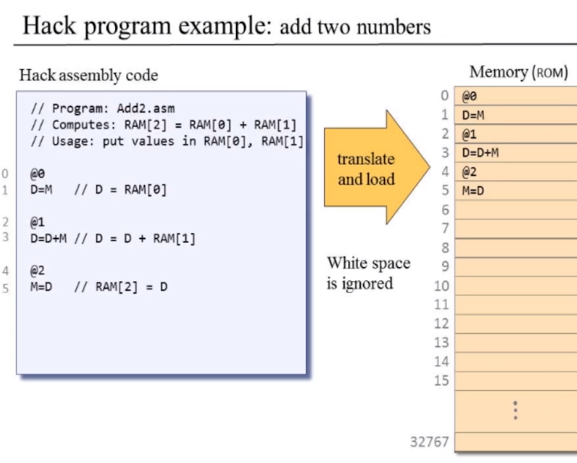 Hack program example: add two numbers
Hack assembly code
// Program: Add2.asm
// Computes: RAM[2] = RAM[0] + RAM[1]
// Usage: put values in RAM[0], RAM[1]
0 @0
1 D=M // D = RAM[0]
2 @1
3 D=D+M // D = D + RAM[1]
4 @2
5 M=D // RAM[2] = D
translate
and load
White space
is ignored
Memory (ROM)
0 @0
1 D=M
2 @1
3 D=D+M
4 @2
5 M=D
6
7
8
9
10
11
12
13
14
15
⋮
32767